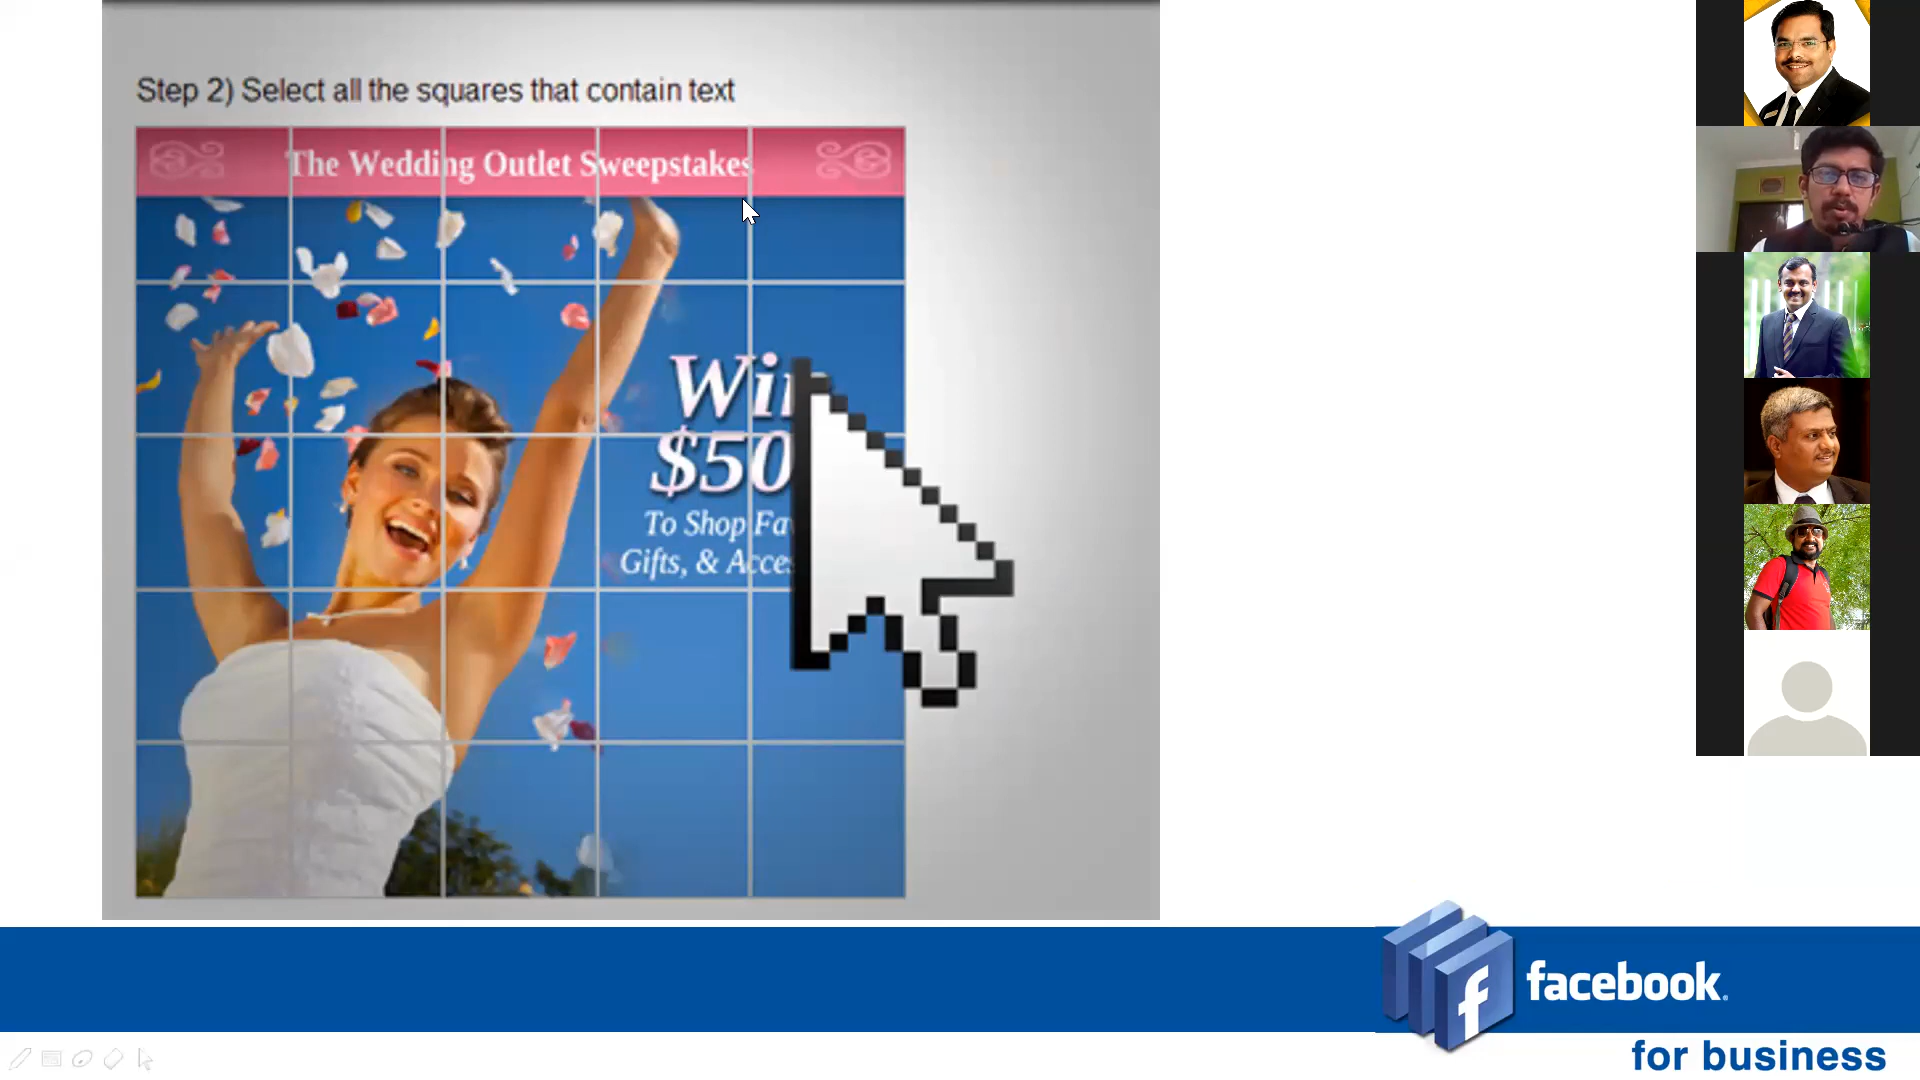 Step 2) Select all the squares that contain text
The Wedding Outlet Sweepstakes
Wi
$50
To Shop Fa
Gifts, & Acces
facebook
for business